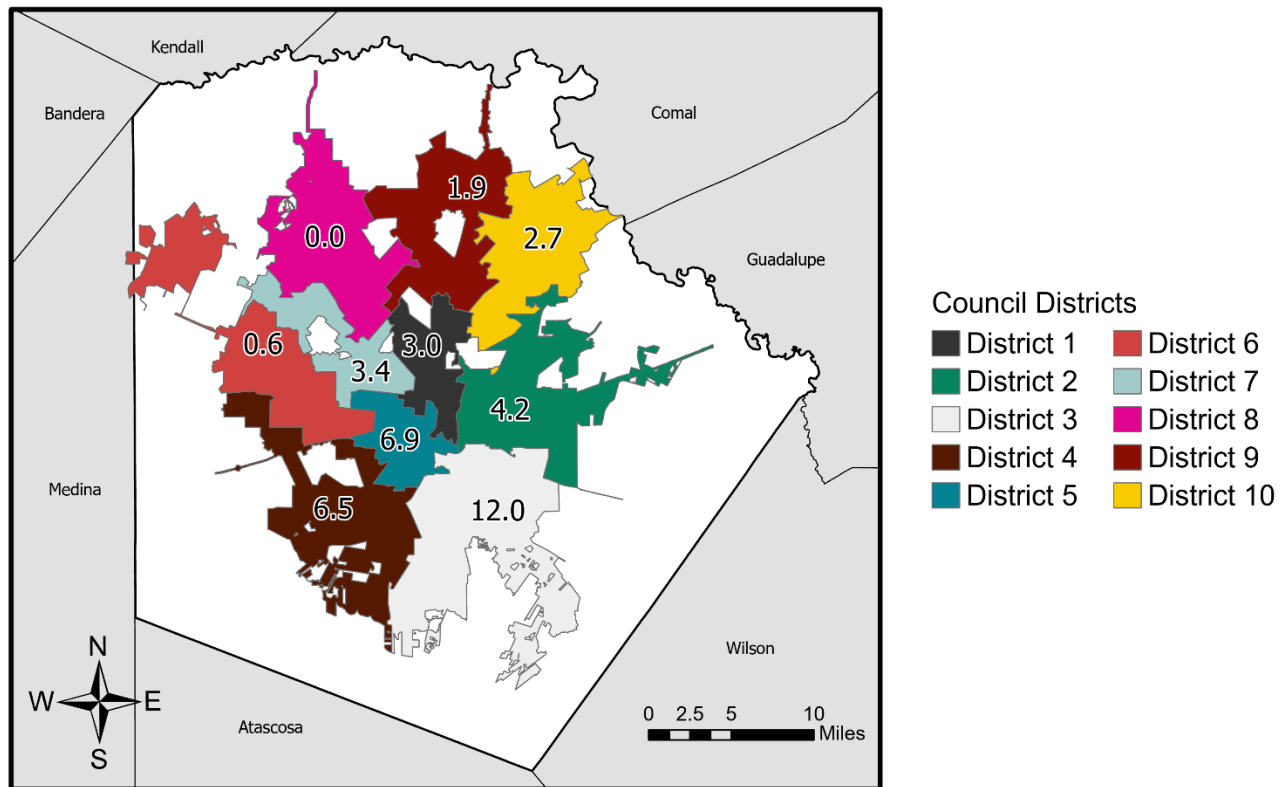 Kendall
Bandera
Comal
1.9
0.0
2.7
Guadalupe
0.6
3.0
3.4
4.2
6.9
Medina
6.5
12.0
Wilson
Atascosa
N
W E
S
0 2.5 5 10
Miles
Council Districts
District 1
District 2
District 3
District 4
District 5
District 6
District 7
District 8
District 9
District 10